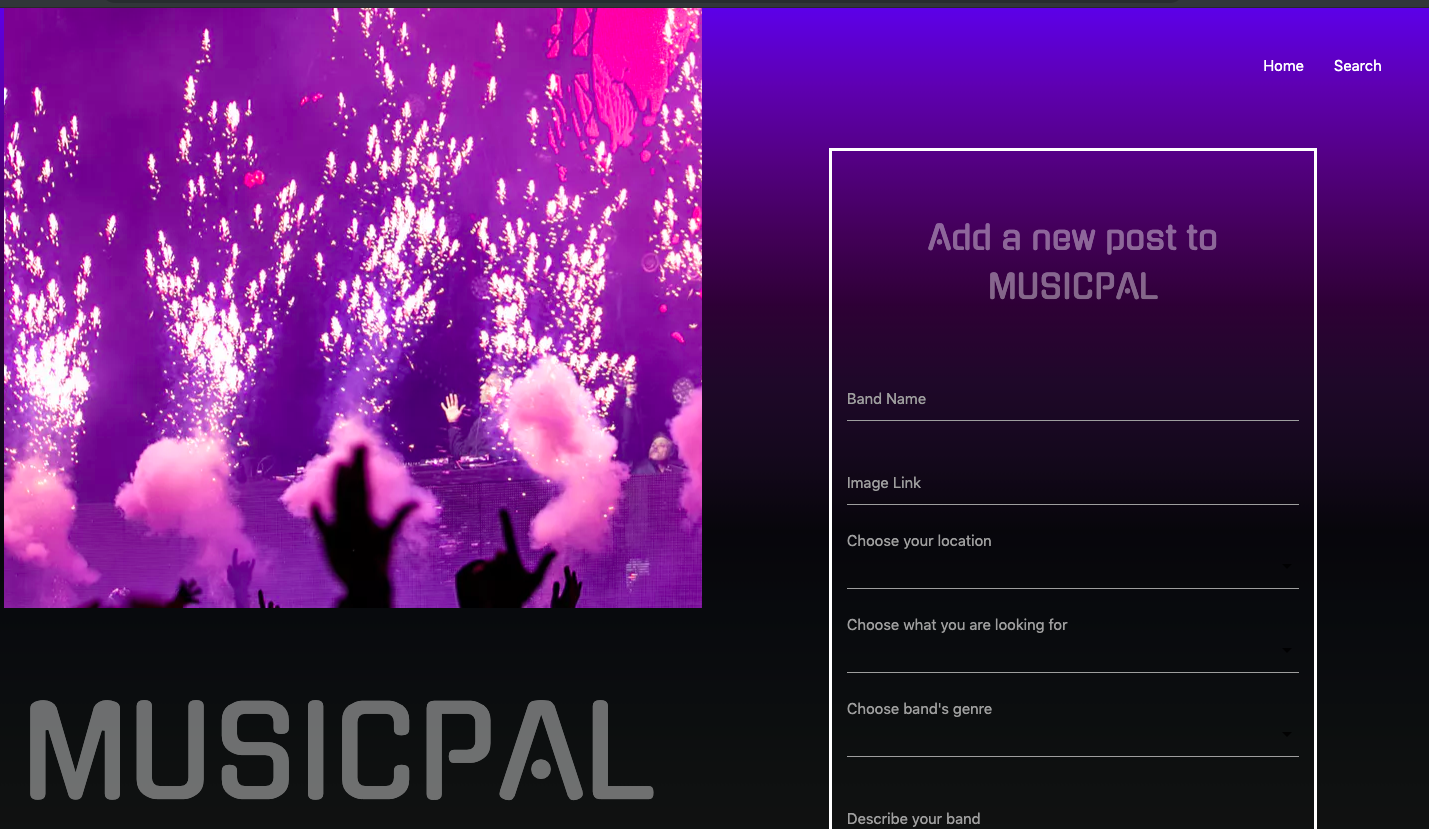 Home Search
Add a new post to
MUSICPAL
Band Name
Image Link
Choose your location
Choose what you are looking for
Choose band's genre
Describe your band
MUSICPAL